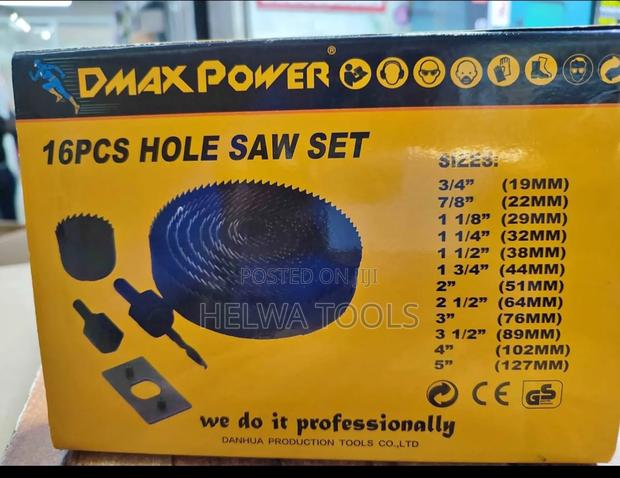 DMAX POWER ®
16PCS HOLE SAW SET
SIZES:
3/4” (19MM)
7/8” (22MM)
1 1/8” (29MM)
1 1/4” (32MM)
1 1/2” (38MM)
1 3/4” (44MM)
2” (51MM)
2 1/2” (64MM)
3” (76MM)
3 1/2” (89MM)
4” (102MM)
5” (127MM)
POSTED ON JIJI
HELWA TOOLS
CE GS
we do it professionally
DANHUA PRODUCTION TOOLS CO.,LTD